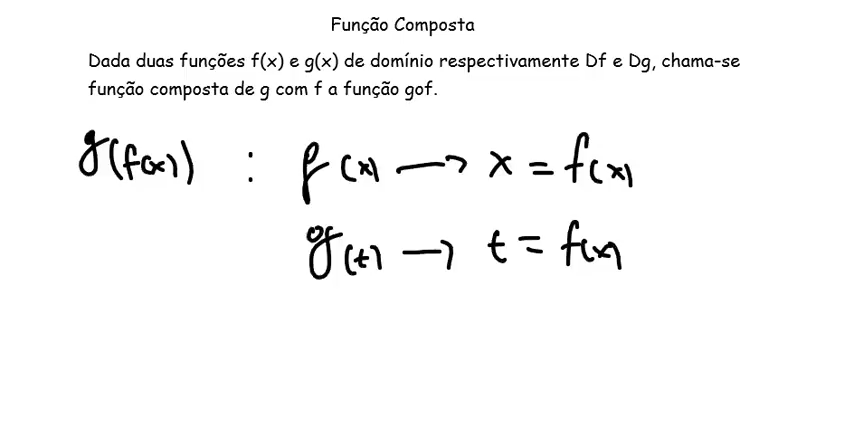 Função Composta
Dada duas funções f(x) e g(x) de domínio respectivamente Df e Dg, chama-se
função composta de g com f a função gof.
g(f(x)) : f(x) → x = f(x)
g(t) → t = f(x)